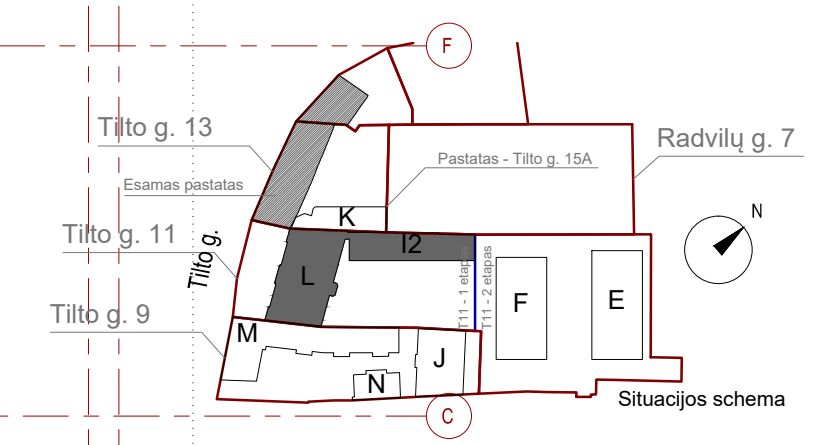 F
Tilto g. 13
Radvilų g. 7
Pastatas - Tilto g. 15A
Esamas pastatas
N
K
Tilto g. 11
Tilto g.
I2
L
T11 - 1 etapas
T11 - 2 etapas
F
E
Tilto g. 9
M
J
N
Situacijos schema
C